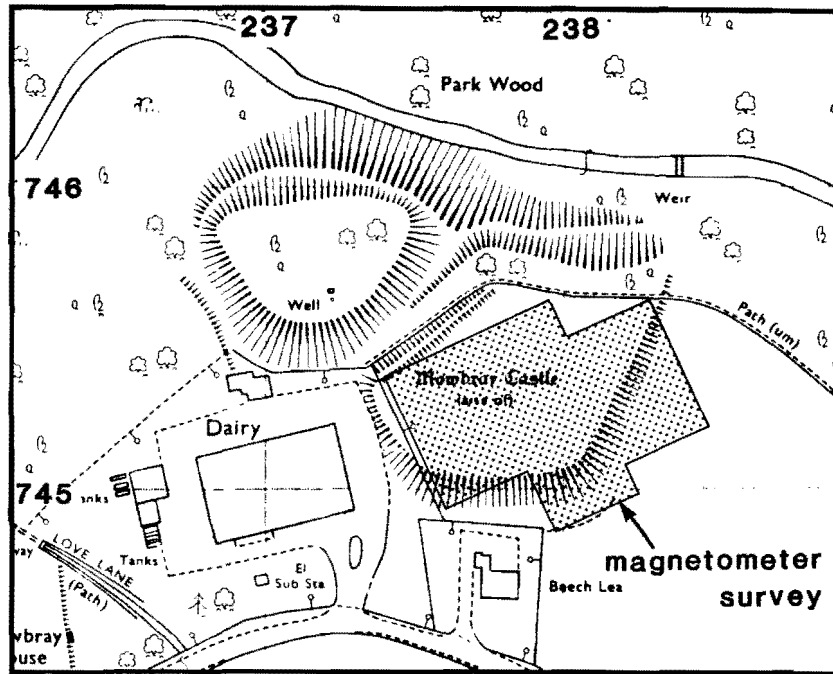 237
238
Park Wood
746
Weir
Well
Path (um)
Mowbray Castle
(site of)
Dairy
745
Tanks
LOVE LANE
(Path)
El
Sub Sta
Beech Lea
magnetometer
survey
wbray
use